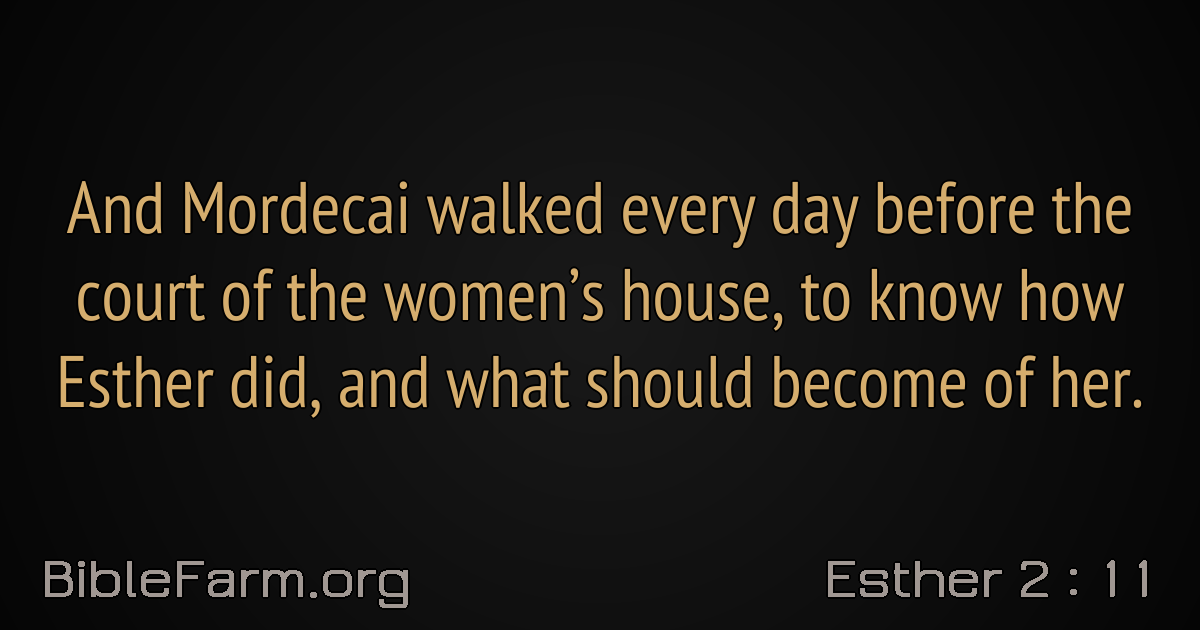 And Mordecai walked every day before the
court of the women’s house, to know how
Esther did, and what should become of her.
BibleFarm.org
Esther 2 : 11